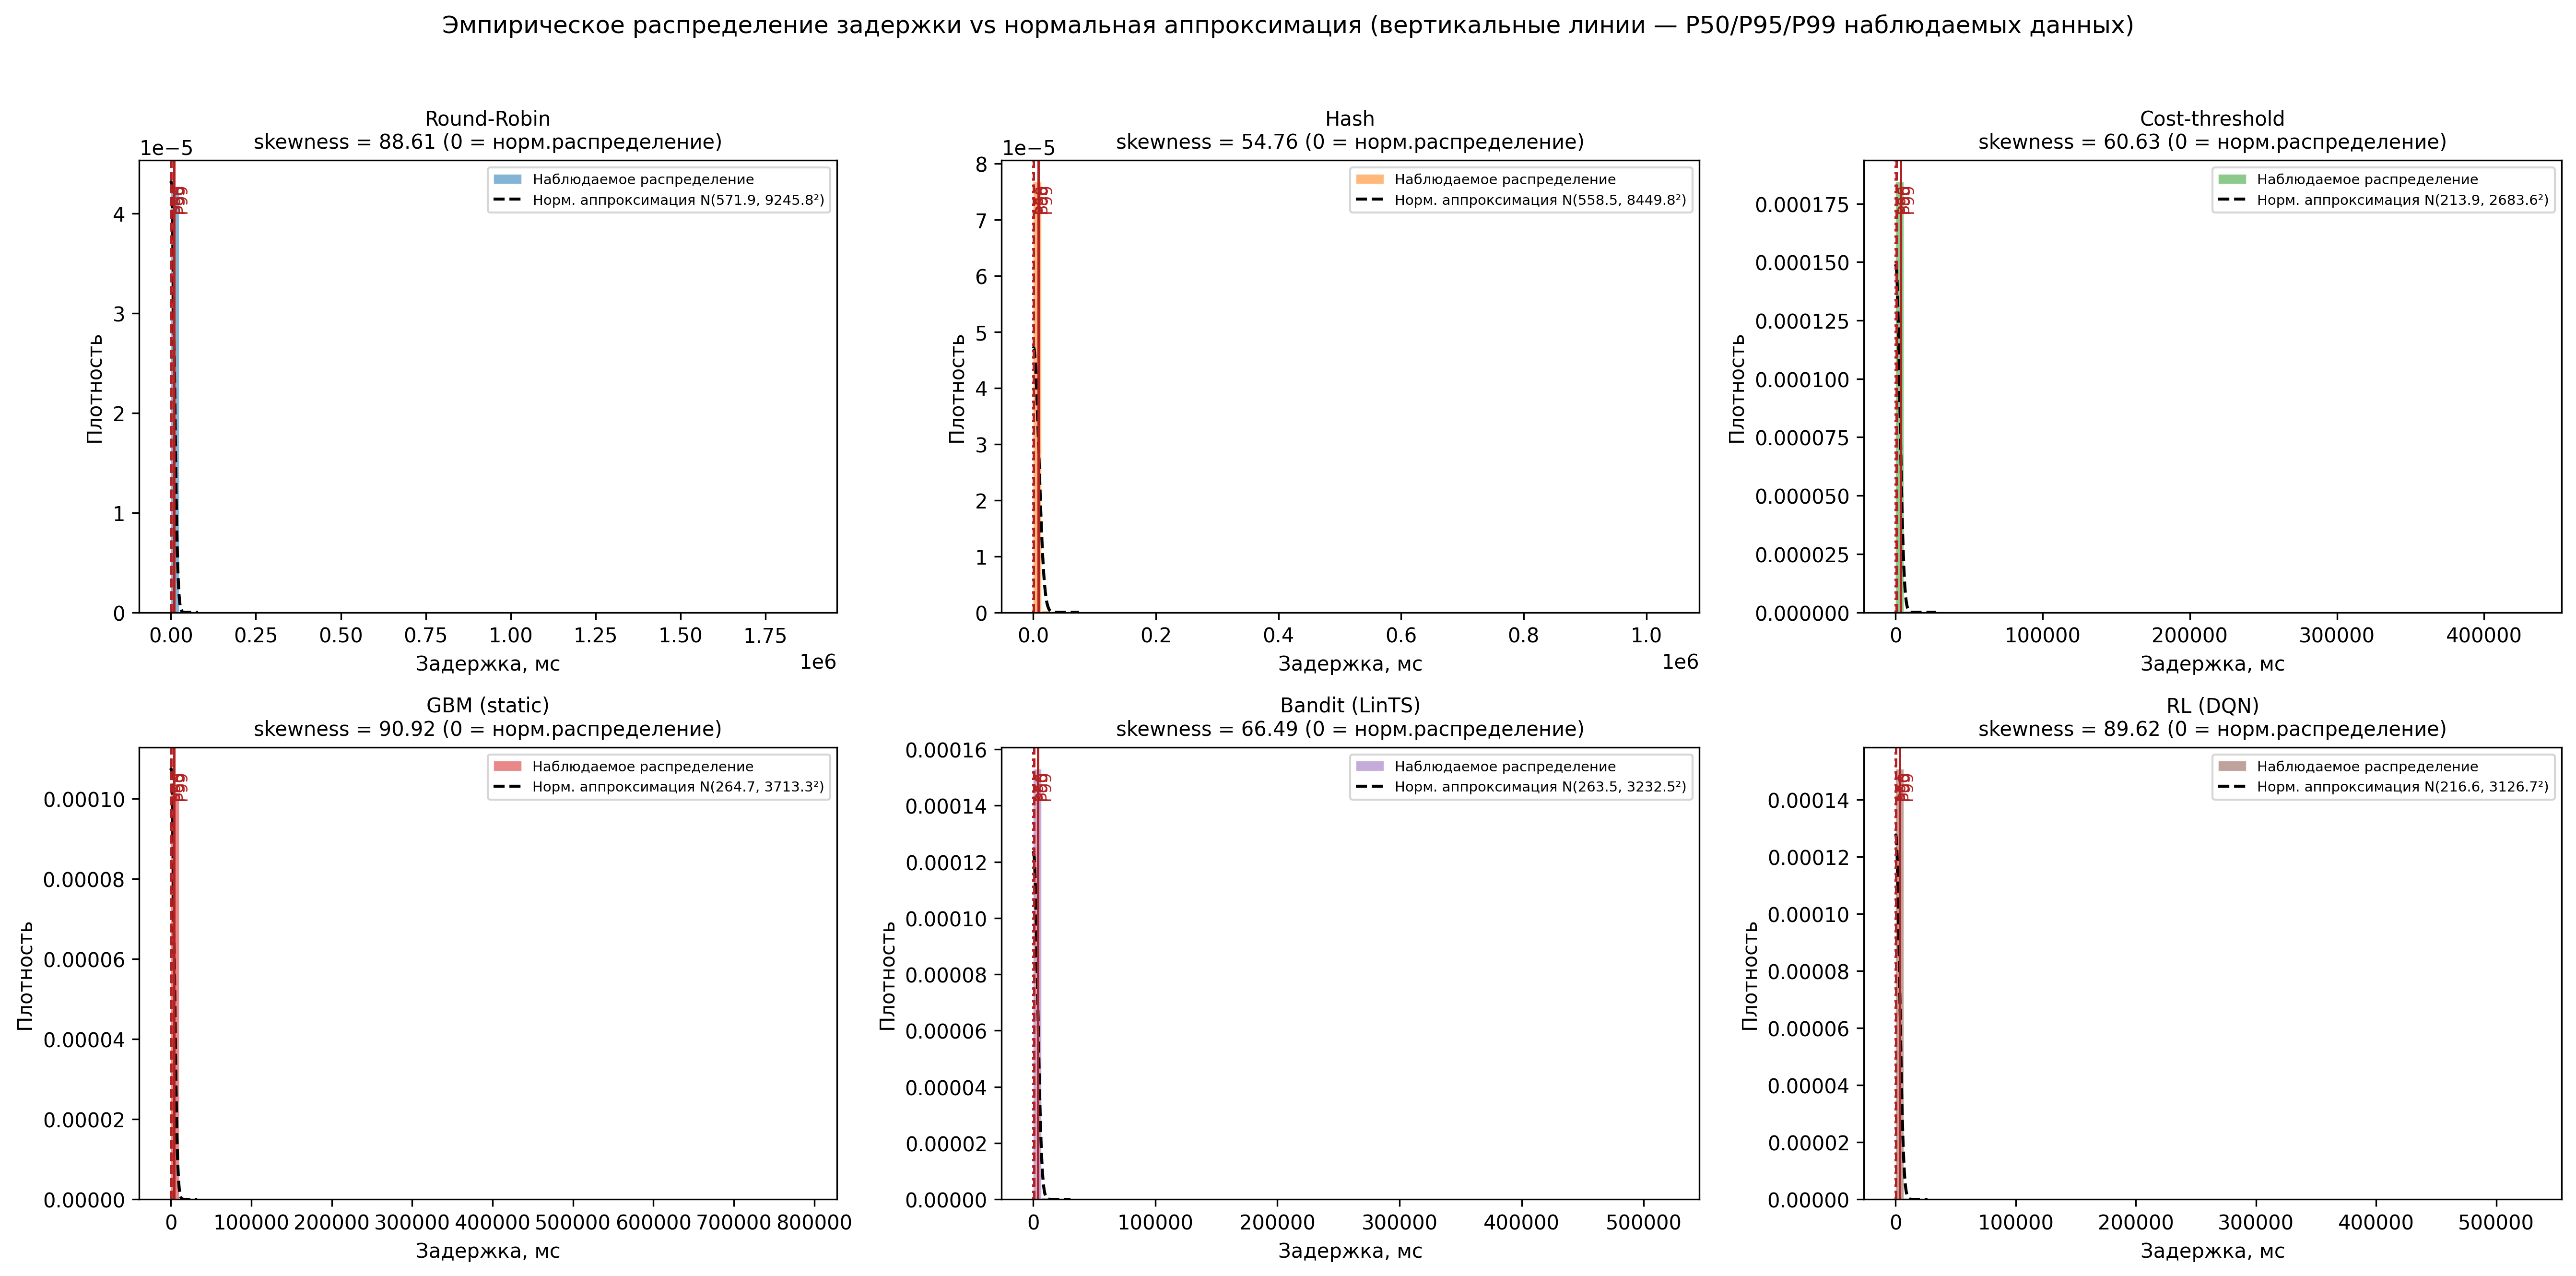 Эмпирическое распределение задержки vs нормальная аппроксимация (вертикальные линии — P50/P95/P99 наблюдаемых данных)
Round-Robin
skewness = 88.61 (0 = норм.распределение)
1e−5
Наблюдаемое распределение
Норм. аппроксимация N(571.9, 9245.8²)
P99
Плотность
4
3
2
1
0
0.00 0.25 0.50 0.75 1.00 1.25 1.50 1.75
1e6
Задержка, мс
Hash
skewness = 54.76 (0 = норм.распределение)
1e−5
Наблюдаемое распределение
Норм. аппроксимация N(558.5, 8449.8²)
P99
Плотность
8
7
6
5
4
3
2
1
0
0.0 0.2 0.4 0.6 0.8 1.0
1e6
Задержка, мс
Cost-threshold
skewness = 60.63 (0 = норм.распределение)
Наблюдаемое распределение
Норм. аппроксимация N(213.9, 2683.6²)
P99
Плотность
0.000175
0.000150
0.000125
0.000100
0.000075
0.000050
0.000025
0.000000
0 100000 200000 300000 400000
Задержка, мс
GBM (static)
skewness = 90.92 (0 = норм.распределение)
Наблюдаемое распределение
Норм. аппроксимация N(264.7, 3713.3²)
P99
Плотность
0.00010
0.00008
0.00006
0.00004
0.00002
0.00000
0 100000 200000 300000 400000 500000 600000 700000 800000
Задержка, мс
Bandit (LinTS)
skewness = 66.49 (0 = норм.распределение)
Наблюдаемое распределение
Норм. аппроксимация N(263.5, 3232.5²)
P99
Плотность
0.00016
0.00014
0.00012
0.00010
0.00008
0.00006
0.00004
0.00002
0.00000
0 100000 200000 300000 400000 500000
Задержка, мс
RL (DQN)
skewness = 89.62 (0 = норм.распределение)
Наблюдаемое распределение
Норм. аппроксимация N(216.6, 3126.7²)
P99
Плотность
0.00014
0.00012
0.00010
0.00008
0.00006
0.00004
0.00002
0.00000
0 100000 200000 300000 400000 500000
Задержка, мс